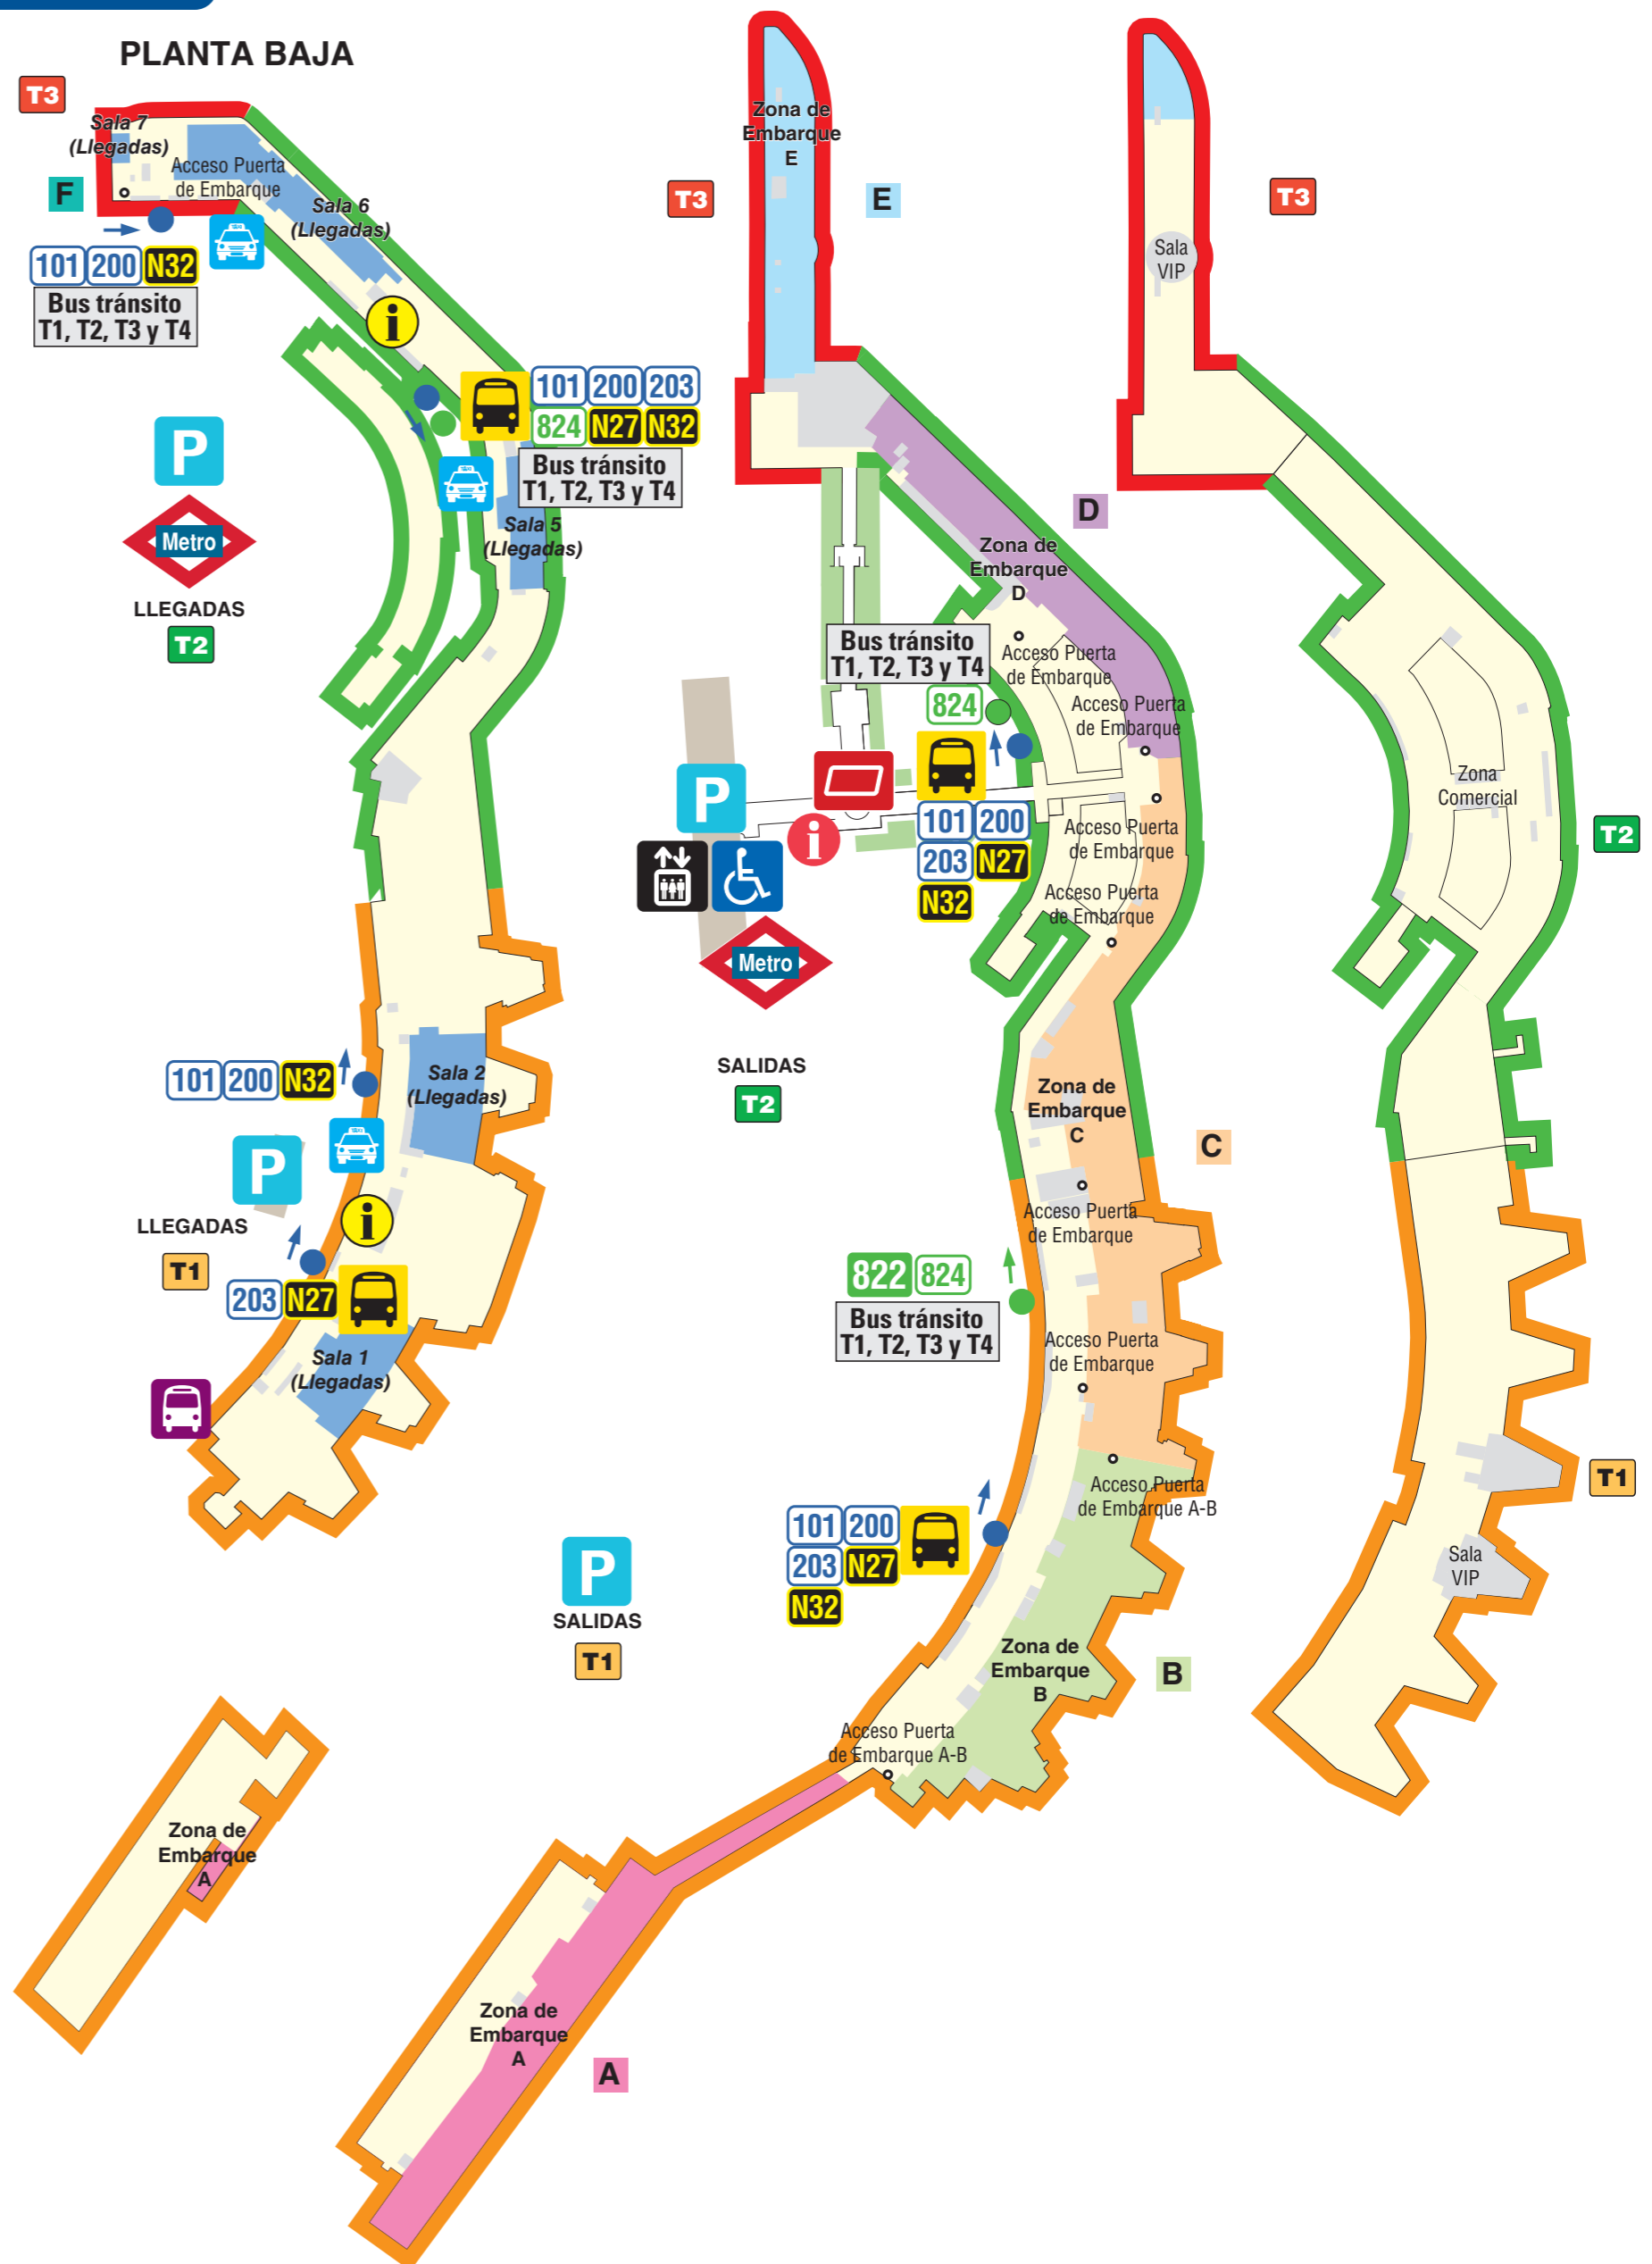 PLANTA BAJA
T3
Sala 7
(Llegadas)
Acceso Puerta
de Embarque
F
Sala 6
(Llegadas)
TAXI
101 200 N32
Bus tránsito
T1, T2, T3 y T4
i
101 200 203
824 N27 N32
Bus tránsito
T1, T2, T3 y T4
TAXI
Sala 5
(Llegadas)
P
Metro
LLEGADAS
T2
101 200 N32
Sala 2
(Llegadas)
TAXI
P
i
LLEGADAS
T1
203 N27
Sala 1
(Llegadas)
Zona de
Embarque
A
Zona de
Embarque
E
T3
E
D
Zona de
Embarque
D
Bus tránsito
T1, T2, T3 y T4
Acceso Puerta
de Embarque
824
Acceso Puerta
de Embarque
P
i
101 200
203 N27
N32
Acceso Puerta
de Embarque
Acceso Puerta
de Embarque
Metro
SALIDAS
T2
Zona de
Embarque
C
C
Acceso Puerta
de Embarque
822 824
Bus tránsito
T1, T2, T3 y T4
Acceso Puerta
de Embarque
Acceso Puerta
de Embarque A-B
101 200
203 N27
N32
P
SALIDAS
T1
Zona de
Embarque
B
B
Acceso Puerta
de Embarque A-B
Zona de
Embarque
A
A
T3
Sala
VIP
Zona
Comercial
T2
T1
Sala
VIP